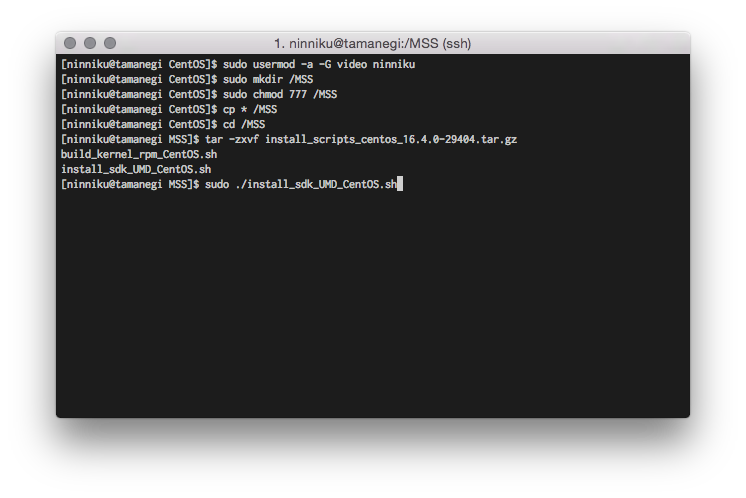 1. ninniku@tamanegi:/MSS (ssh)
[ninniku@tamanegi CentOS]$ sudo usermod -a -G video ninniku
[ninniku@tamanegi CentOS]$ sudo mkdir /MSS
[ninniku@tamanegi CentOS]$ sudo chmod 777 /MSS
[ninniku@tamanegi CentOS]$ cp * /MSS
[ninniku@tamanegi CentOS]$ cd /MSS
[ninniku@tamanegi MSS]$ tar -zxvf install_scripts_centos_16.4.0-29404.tar.gz
build_kernel_rpm_CentOS.sh
install_sdk_UMD_CentOS.sh
[ninniku@tamanegi MSS]$ sudo ./install_sdk_UMD_CentOS.sh